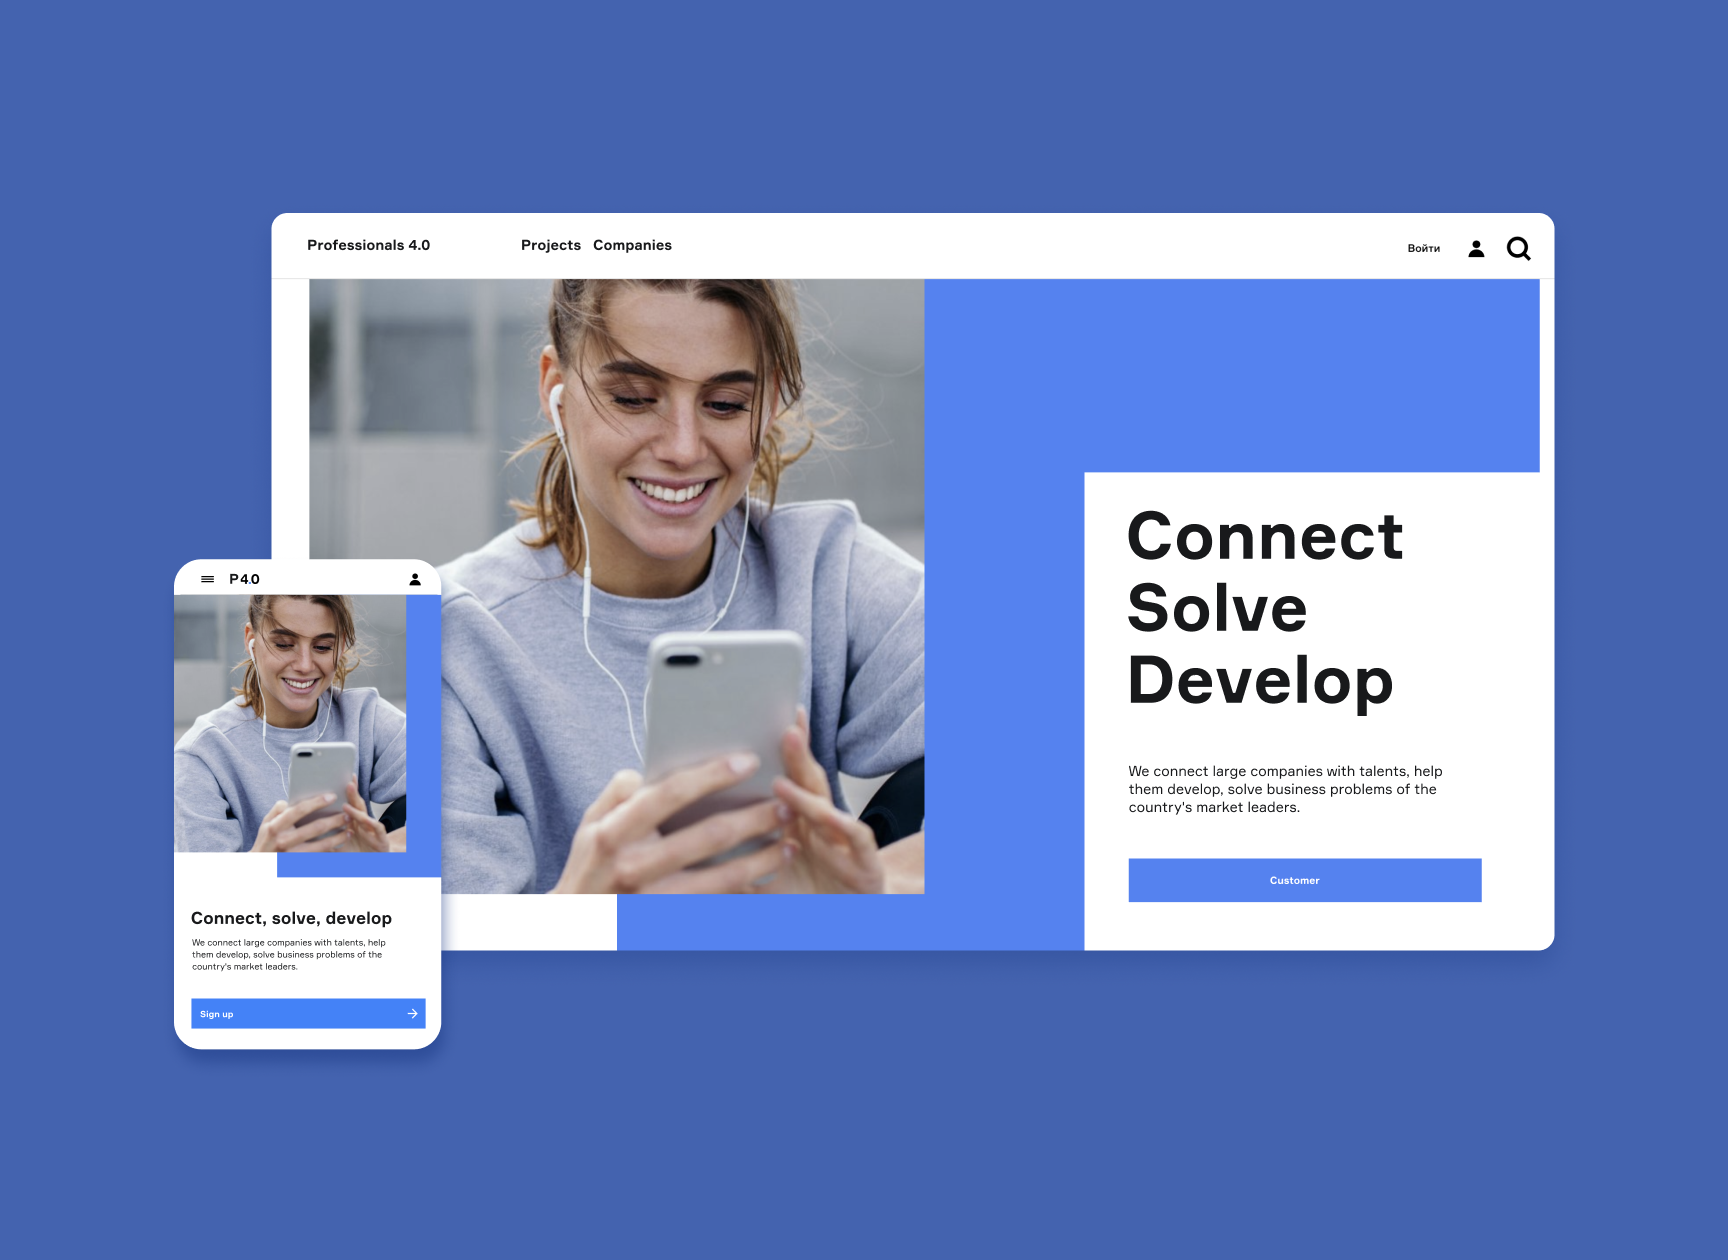 Professionals 4.0
Projects Companies
Войти
Connect
Solve
Develop
We connect large companies with talents, help
them develop, solve business problems of the
country's market leaders.
Customer
P4.0
Connect, solve, develop
We connect large companies with talents, help
them develop, solve business problems of the
country's market leaders.
Sign up